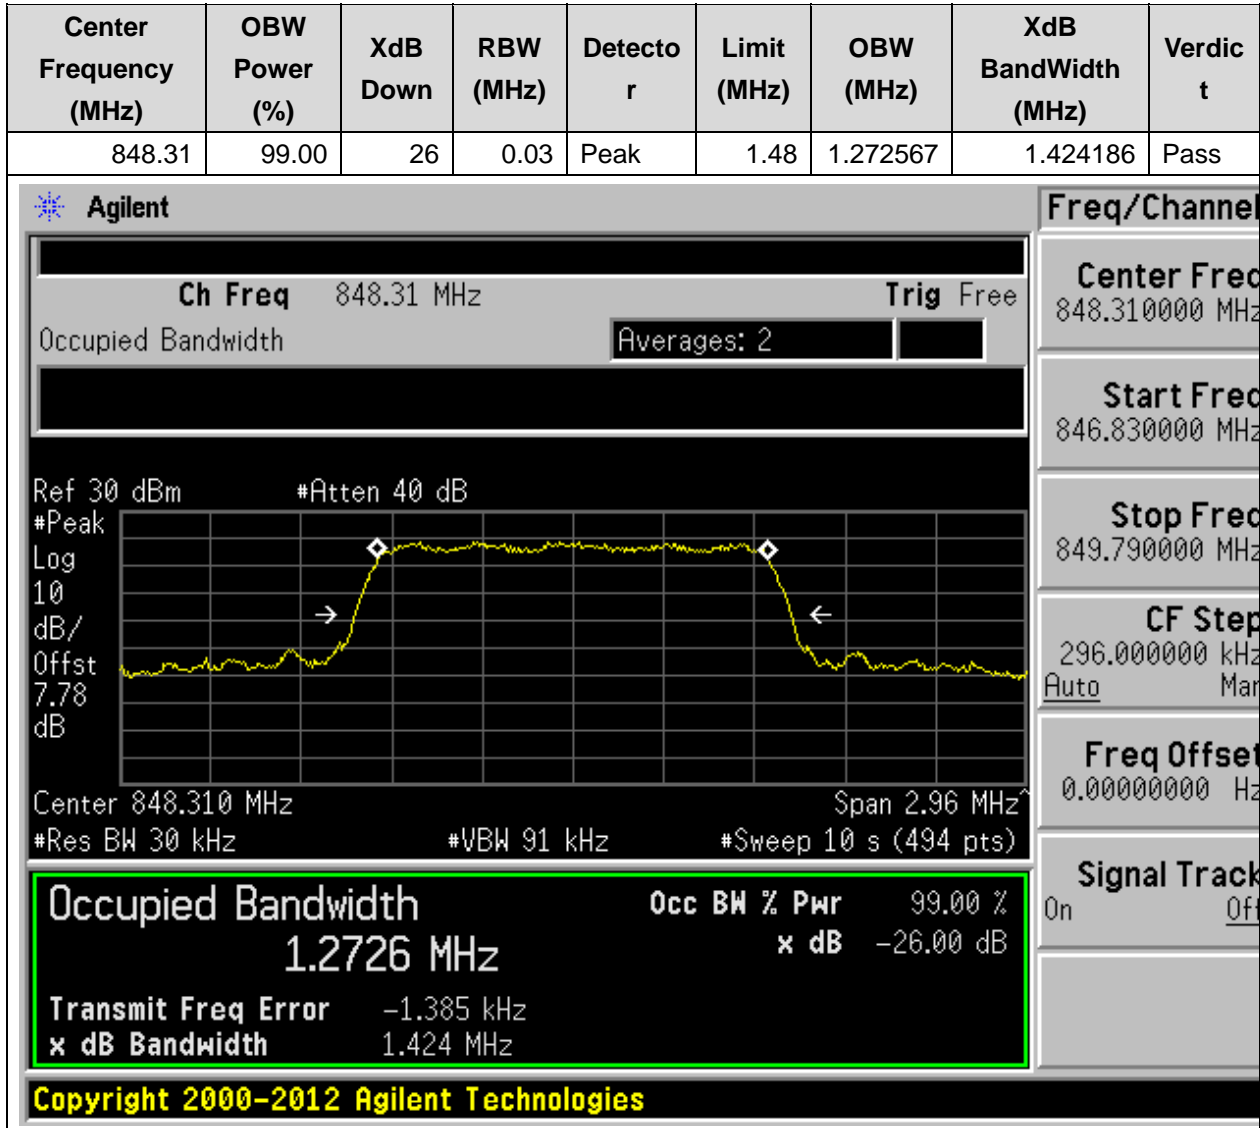 Center Frequency (MHz) OBW Power (%) XdB Down RBW (MHz) Detecto r Limit (MHz) OBW (MHz) XdB BandWidth (MHz) Verdic t
848.31 99.00 26 0.03 Peak 1.48 1.272567 1.424186 Pass
Agilent
Freq/Channel
Ch Freq 848.31 MHz Trig Free
Occupied Bandwidth Averages: 2
Center Freq
848.310000 MHz
Start Freq
846.830000 MHz
Stop Freq
849.790000 MHz
CF Step
296.000000 kHz
Auto Man
Freq Offset
0.00000000 Hz
Signal Track
On Off
Ref 30 dBm #Atten 40 dB
#Peak
Log
10
dB/
Offst
7.78
dB
Center 848.310 MHz Span 2.96 MHz^
#Res BW 30 kHz #VBW 91 kHz #Sweep 10 s (494 pts)
Occupied Bandwidth
1.2726 MHz
Occ BW % Pwr 99.00 %
x dB -26.00 dB
Transmit Freq Error -1.385 kHz
x dB Bandwidth 1.424 MHz
Copyright 2000-2012 Agilent Technologies